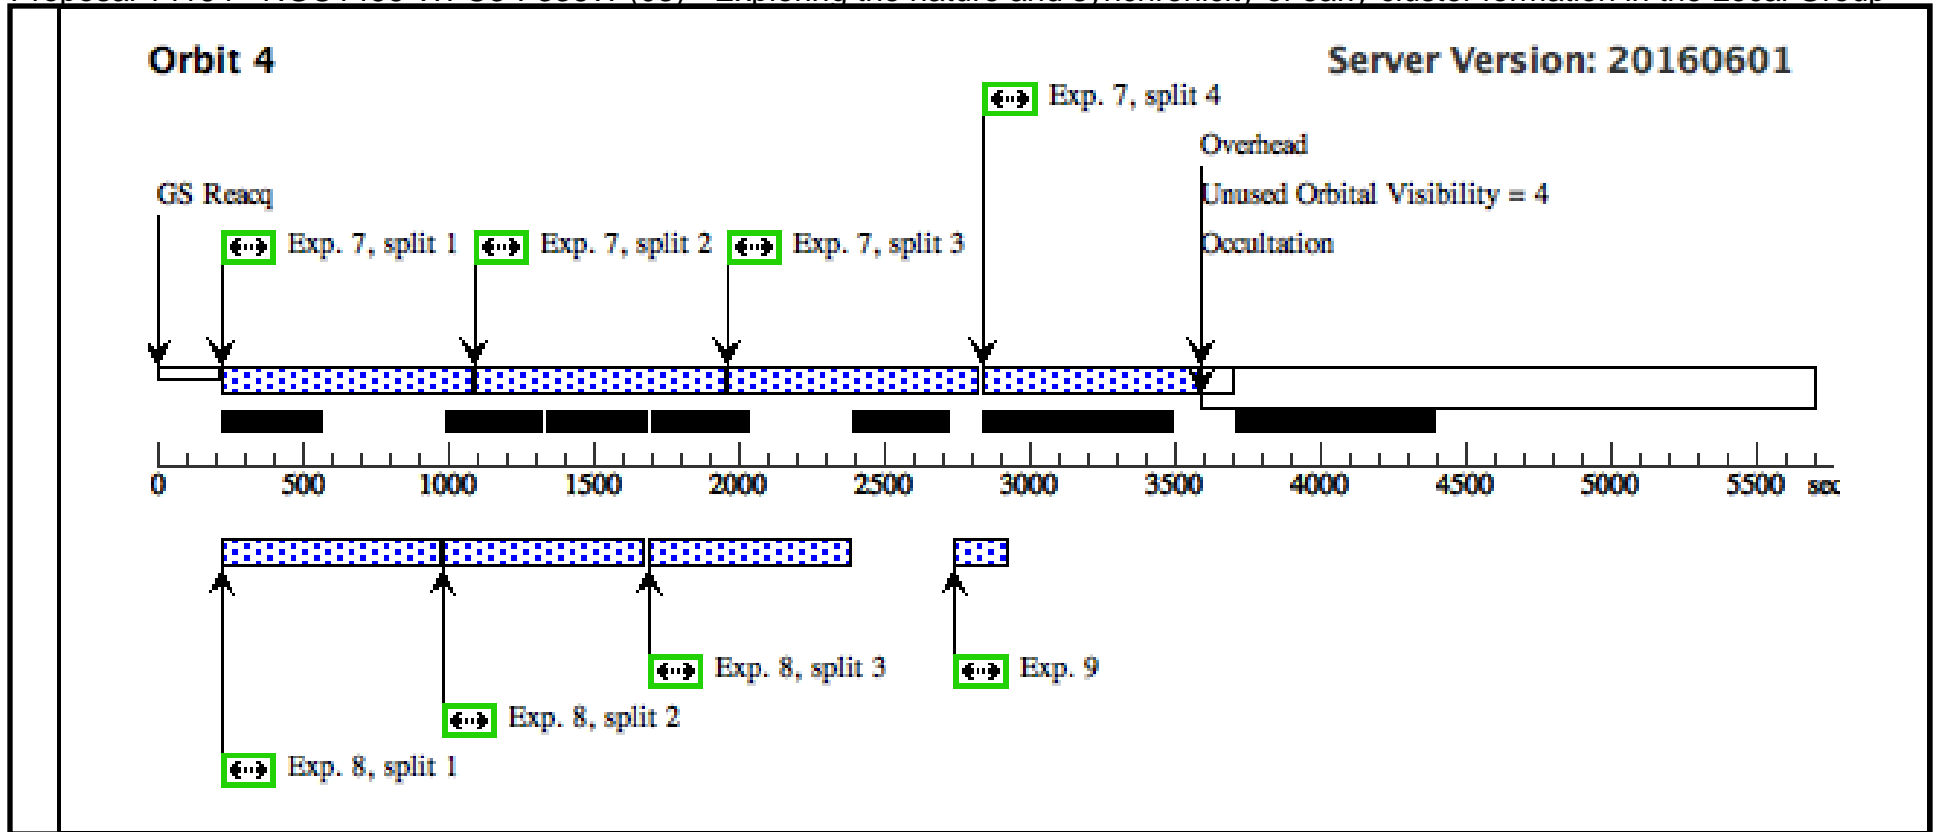 Orbit 4
Server Version: 20160601
Exp. 7, split 4
Overhead
GS Reacq
Unused Orbital Visibility = 4
Exp. 7, split 1
Exp. 7, split 2
Exp. 7, split 3
Occultation
0 500 1000 1500 2000 2500 3000 3500 4000 4500 5000 5500 sec
Exp. 8, split 3
Exp. 9
Exp. 8, split 2
Exp. 8, split 1